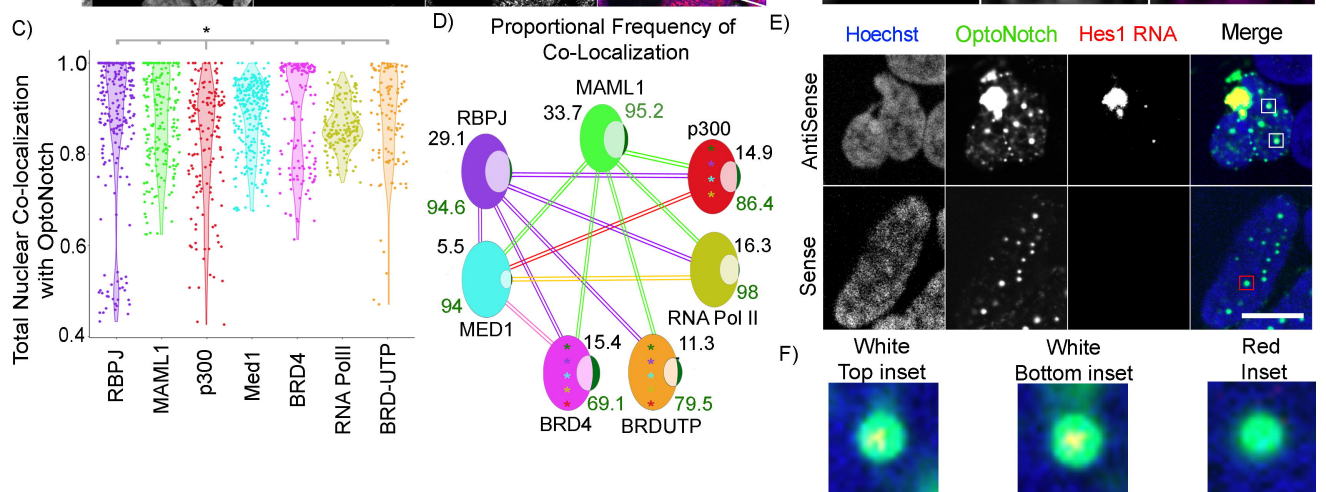 C)
*
Total Nuclear Co-localization
with OptoNotch
1.0
0.8
0.6
0.4
RBPJ
MAML1
p300
Med1
BRD4
RNA PolII
BRD-UTP
D)
Proportional Frequency of
Co-Localization
MAML1
33.7
95.2
RBPJ
29.1
94.6
p300
14.9
86.4
5.5
94
MED1
16.3
98
RNA Pol II
15.4
69.1
BRD4
11.3
79.5
BRDUTP
E)
Hoechst
OptoNotch
Hes1 RNA
Merge
AntiSense
Sense
F)
White
Top inset
White
Bottom inset
Red
Inset